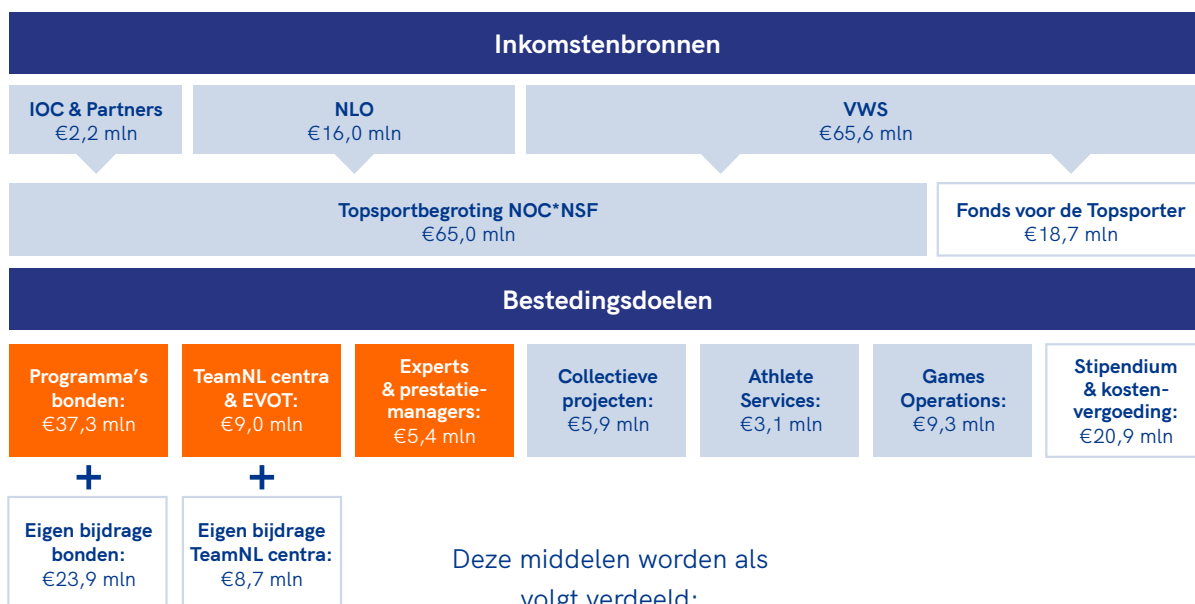 Inkomstenbronnen
IOC & Partners
€2,2 mln
NLO
€16,0 mln
VWS
€65,6 mln
Topsportbegroting NOC*NSF
€65,0 mln
Fonds voor de Topsporter
€18,7 mln
Bestedingsdoelen
Programma's
bonden:
€37,3 mln
TeamNL centra
& EVOT:
€9,0 mln
Experts
& prestatie-
managers:
€5,4 mln
Collectieve
projecten:
€5,9 mln
Athlete
Services:
€3,1 mln
Games
Operations:
€9,3 mln
Stipendium
& kosten-
vergoeding:
€20,9 mln
+
+
Eigen bijdrage
bonden:
€23,9 mln
Eigen bijdrage
TeamNL centra:
€8,7 mln
Deze middelen worden als
volgt verdeeld: